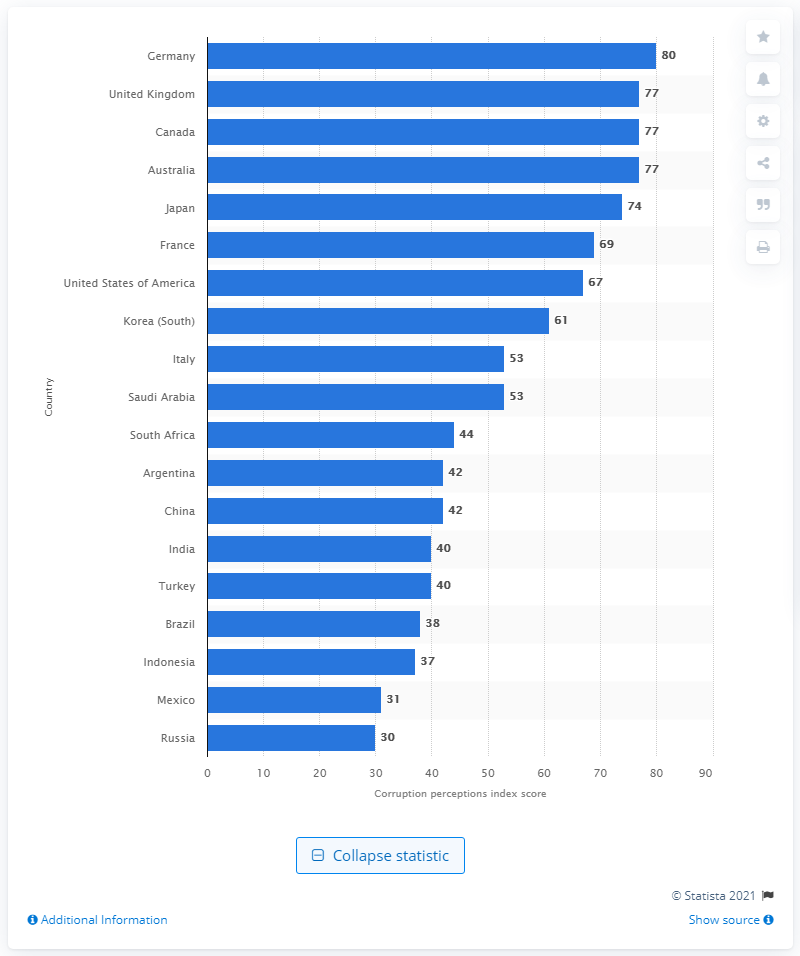 Germany 80
United Kingdom 77
Canada 77
Australia 77
Japan 74
France 69
United States of America 67
Korea (South) 61
Italy 53
Saudi Arabia 53
South Africa 44
Argentina 42
China 42
India 40
Turkey 40
Brazil 38
Indonesia 37
Mexico 31
Russia 30
Country
0 10 20 30 40 50 60 70 80 90
Corruption perceptions index score
Collapse statistic
© Statista 2021
Additional Information
Show source